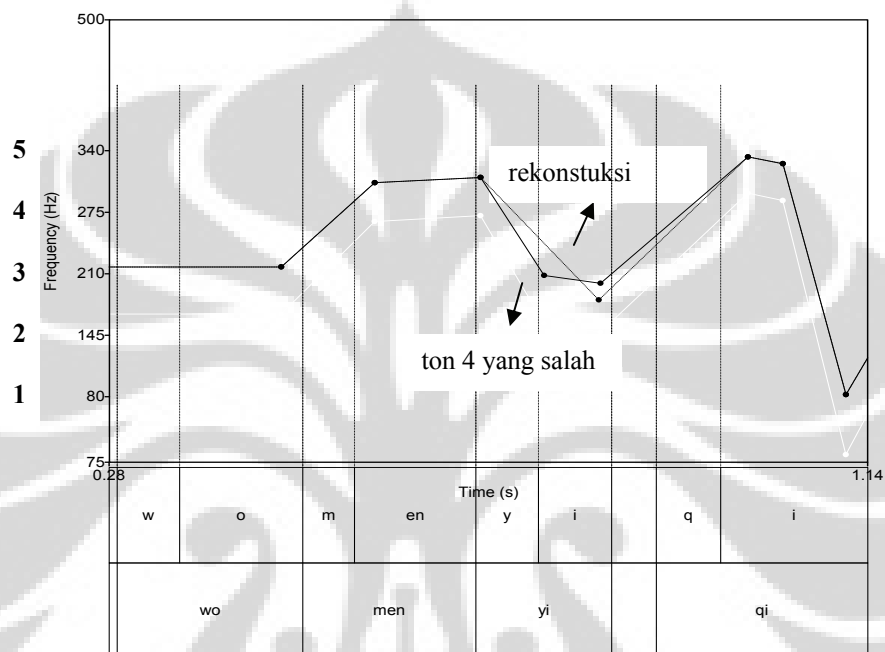 500
5
340
rekonstuksi
4
275
Frequency (Hz)
3
210
2
145
ton 4 yang salah
1
80
75
0.28
1.14
Time (s)
w o m en y i q i
wo men yi qi